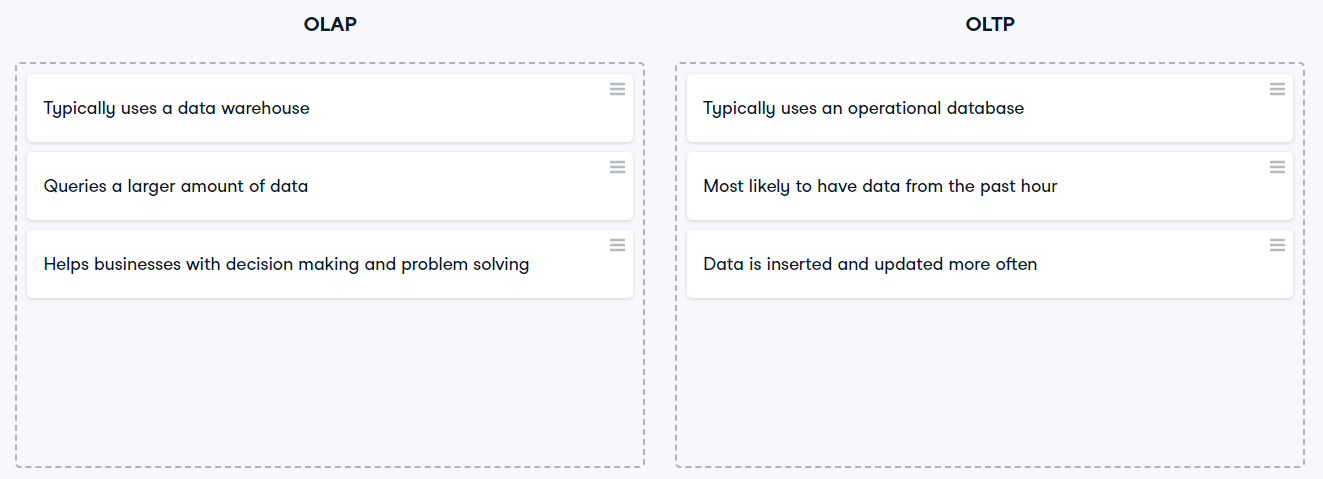 OLAP
Typically uses a data warehouse
Queries a larger amount of data
Helps businesses with decision making and problem solving
OLTP
Typically uses an operational database
Most likely to have data from the past hour
Data is inserted and updated more often